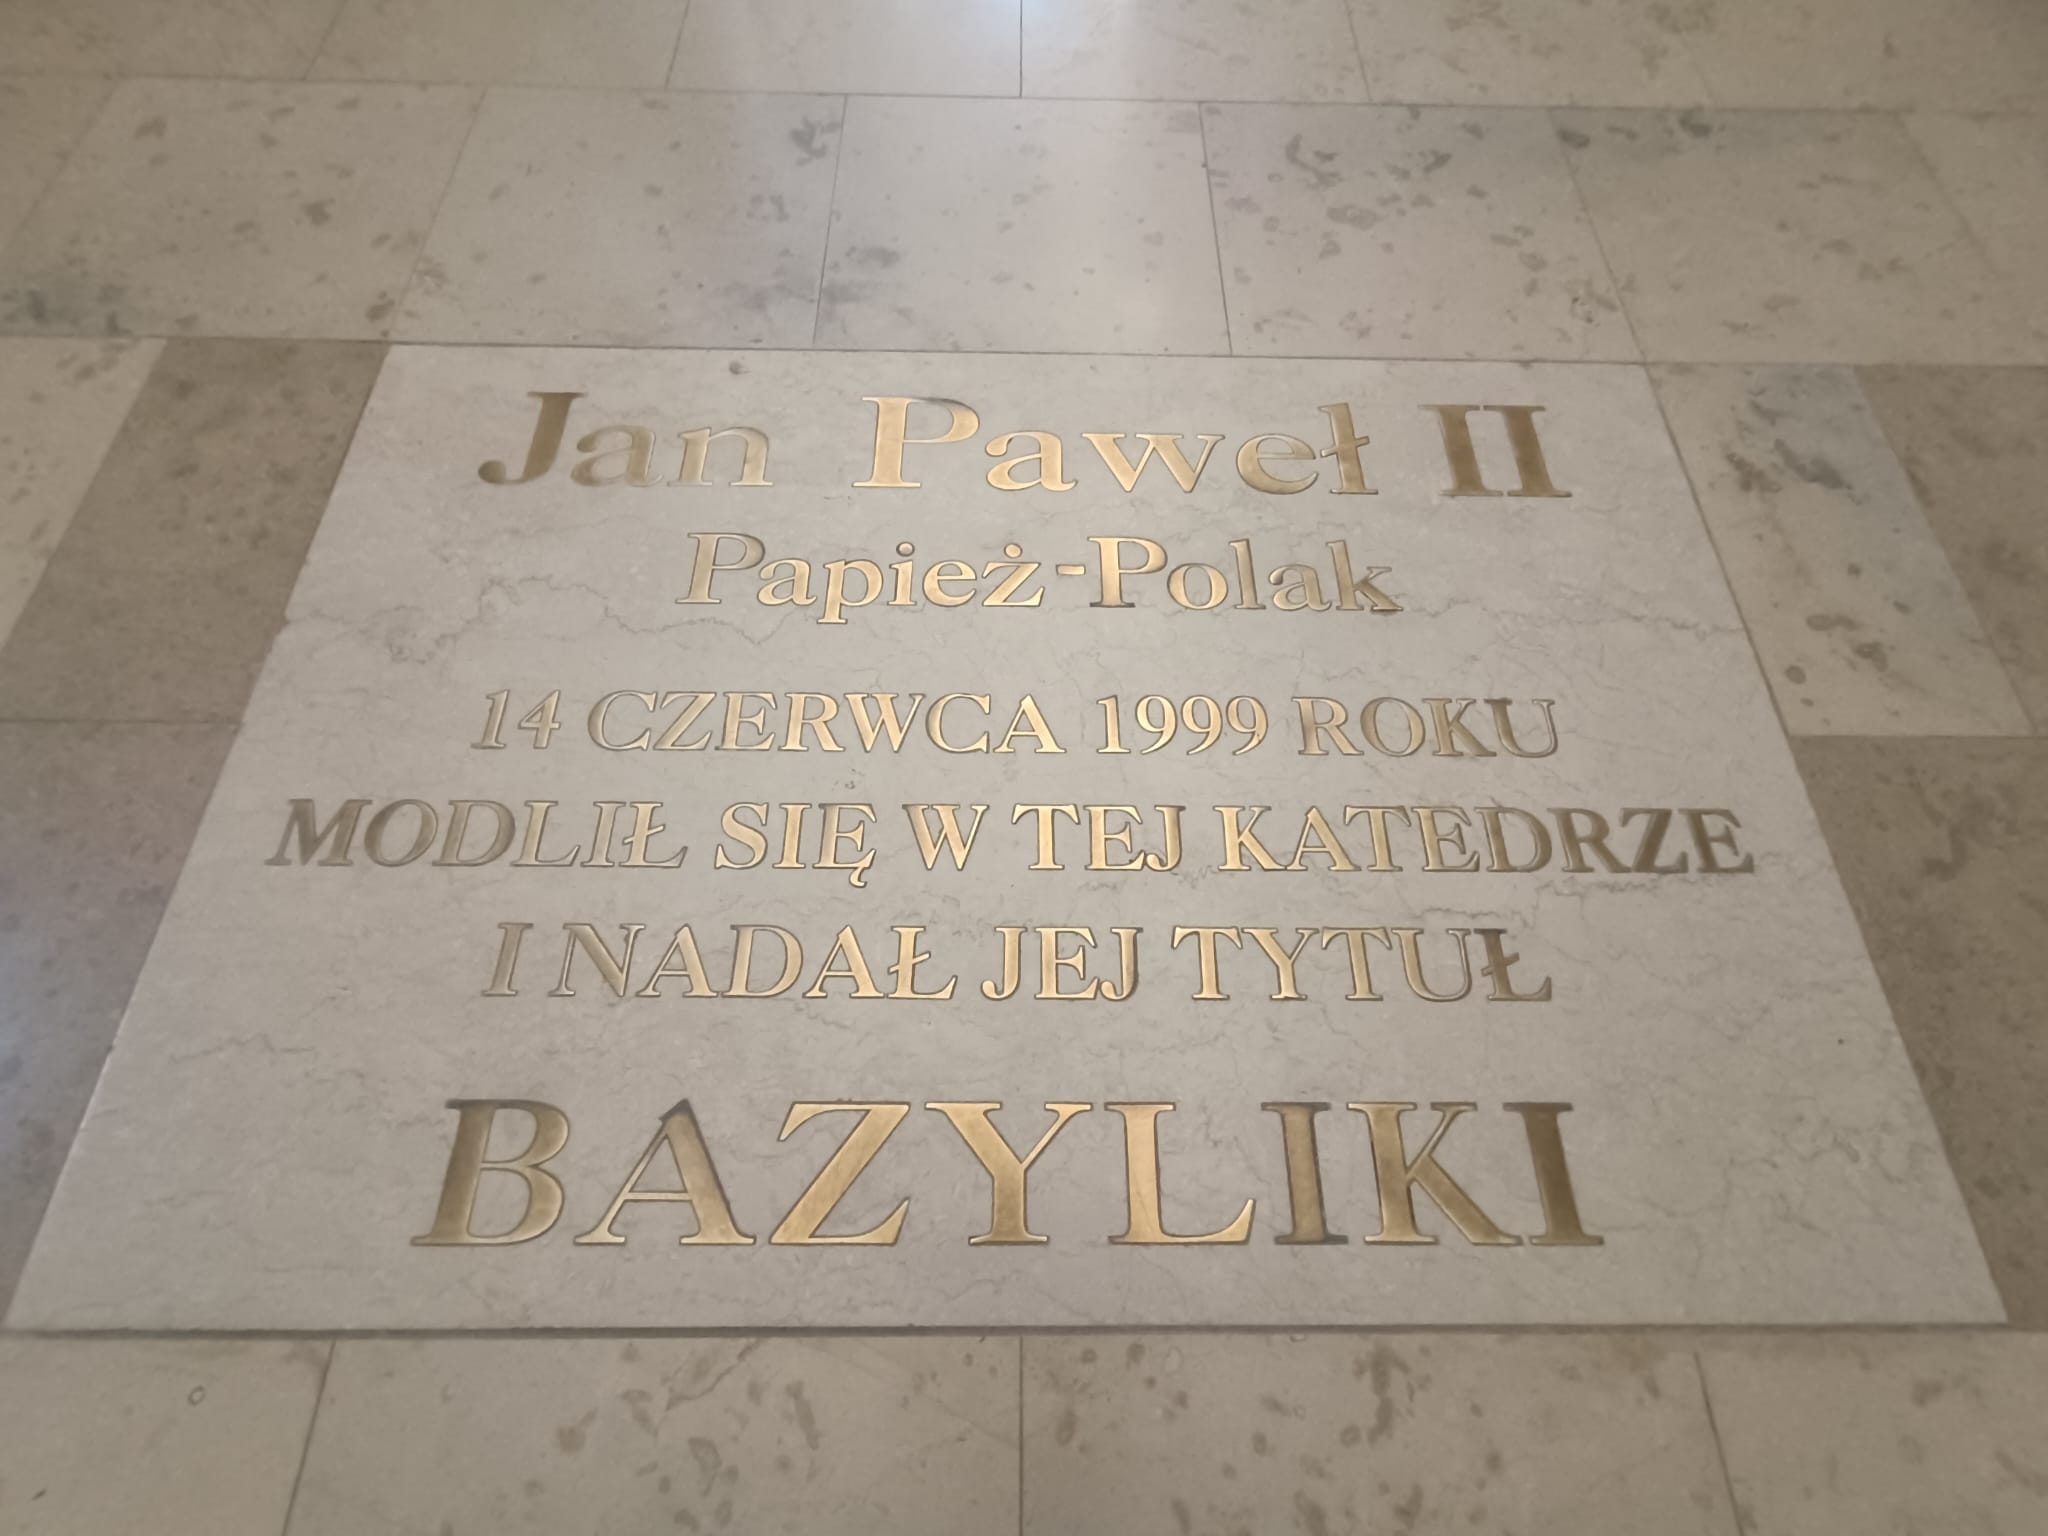 Jan Paweł II
Papież-Polak
14 CZERWCA 1999 ROKU
MODLIŁ SIĘ W TEJ KATEDRZE
I NADAŁ JEJ TYTUŁ
BAZYLIKI